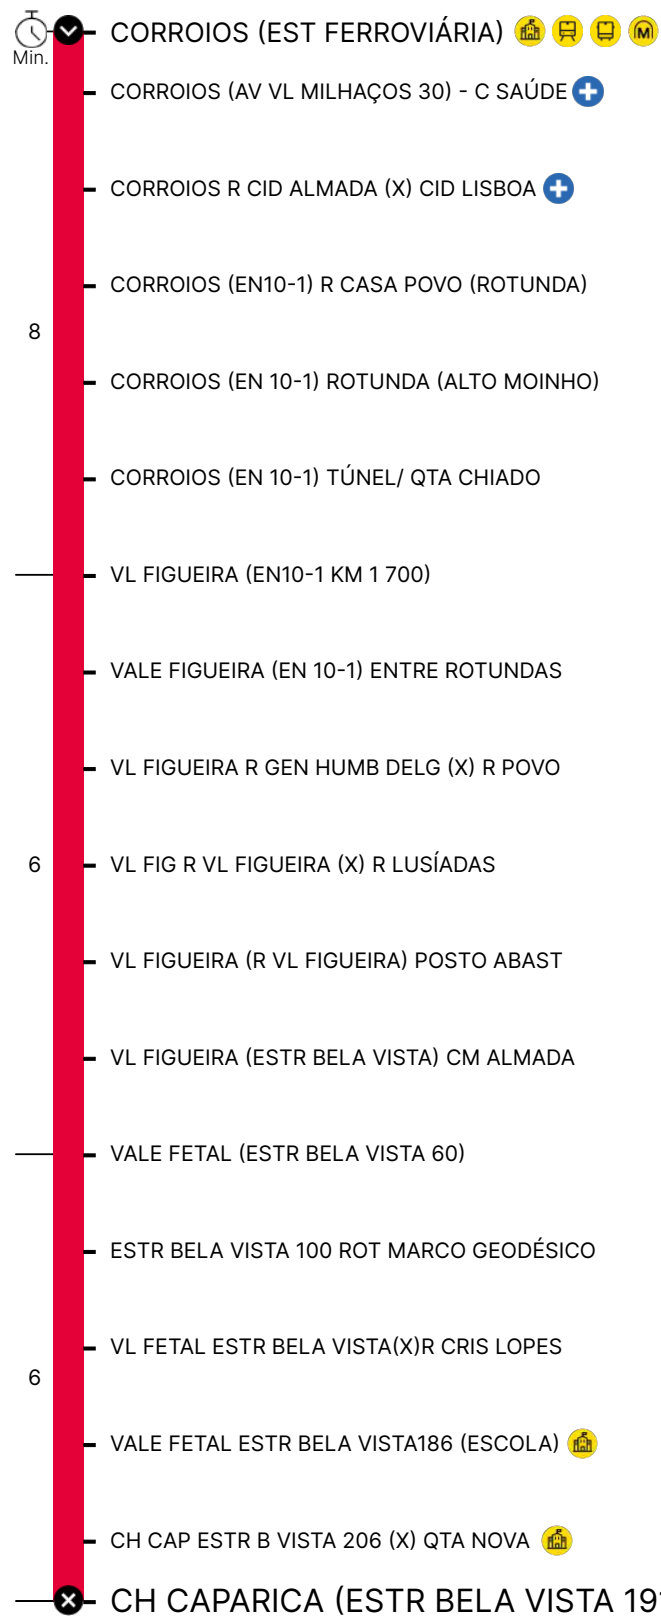 CORROIOS (EST FERROVIÁRIA) M
Min.
CORROIOS (AV VL MILHAÇOS 30) - C SAÚDE
CORROIOS R CID ALMADA (X) CID LISBOA
CORROIOS (EN10-1) R CASA POVO (ROTUNDA)
8
CORROIOS (EN 10-1) ROTUNDA (ALTO MOINHO)
CORROIOS (EN 10-1) TÚNEL/ QTA CHIADO
VL FIGUEIRA (EN10-1 KM 1 700)
VALE FIGUEIRA (EN 10-1) ENTRE ROTUNDAS
VL FIGUEIRA R GEN HUMB DELG (X) R POVO
6
VL FIG R VL FIGUEIRA (X) R LUSÍADAS
VL FIGUEIRA (R VL FIGUEIRA) POSTO ABAST
VL FIGUEIRA (ESTR BELA VISTA) CM ALMADA
VALE FETAL (ESTR BELA VISTA 60)
ESTR BELA VISTA 100 ROT MARCO GEODÉSICO
VL FETAL ESTR BELA VISTA(X)R CRIS LOPES
6
VALE FETAL ESTR BELA VISTA186 (ESCOLA)
CH CAP ESTR B VISTA 206 (X) QTA NOVA
CH CAPARICA (ESTR BELA VISTA